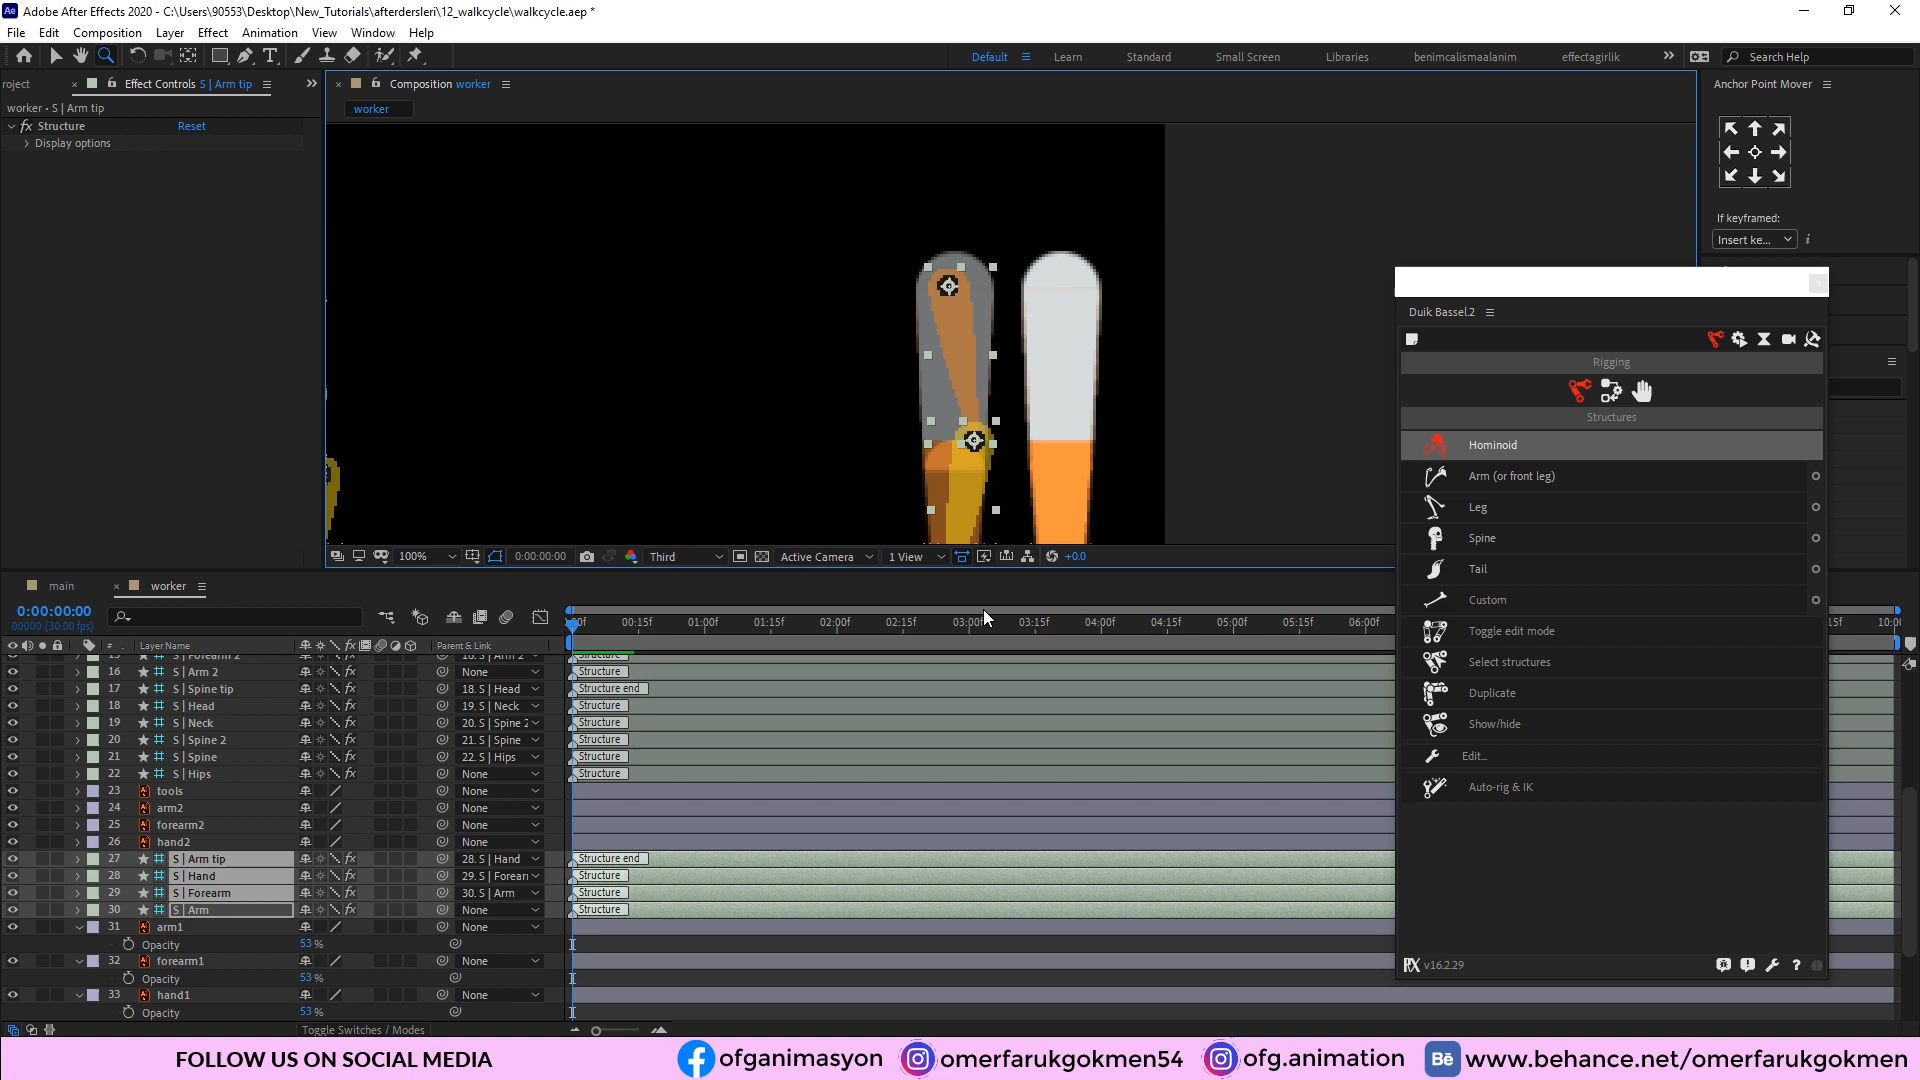 Adobe After Effects 2020 - C:\Users\90553\Desktop\New_Tutorials\afterdersleri\12_walkcycle\walkcycle.aep *
File Edit Composition Layer Effect Animation View Window Help
Default Learn Standard Small Screen Libraries benimcalismaalanim effectagirlik Search Help
roject Effect Controls S | Arm tip Composition worker Anchor Point Mover
worker • S | Arm tip worker
fx Structure Reset
Display options
If keyframed:
Insert ke...
Duik Bassel.2
Rigging
Structures
Hominoid
Arm (or front leg)
Leg
Spine
Tail
Custom
Toggle edit mode
Select structures
Duplicate
Show/hide
Edit...
Auto-rig & IK
v16.2.29
100% 0:00:00:00 Third Active Camera 1 View +0.0
main worker
0:00:00:00
00000 (30.00 fps)
00:15f 01:00f 01:15f 02:00f 02:15f 03:00f 03:15f 04:00f 04:15f 05:00f 05:15f 06:00f
# Layer Name Parent & Link
16 S | Arm 2 None Structure
17 S | Spine tip 18. S | Head Structure end
18 S | Head 19. S | Neck Structure
19 S | Neck 20. S | Spine 2 Structure
20 S | Spine 2 21. S | Spine Structure
21 S | Spine 22. S | Hips Structure
22 S | Hips None Structure
23 tools None
24 arm2 None
25 forearm2 None
26 hand2 None
27 S | Arm tip 28. S | Hand Structure end
28 S | Hand 29. S | Forearm Structure
29 S | Forearm 30. S | Arm Structure
30 S | Arm None Structure
31 arm1 None
Opacity 53 %
32 forearm1 None
Opacity 53 %
33 hand1 None
Opacity 53 %
Toggle Switches / Modes
FOLLOW US ON SOCIAL MEDIA ofganimasyon omerfarukgokmen54 ofg.animation Bē www.behance.net/omerfarukgokmen